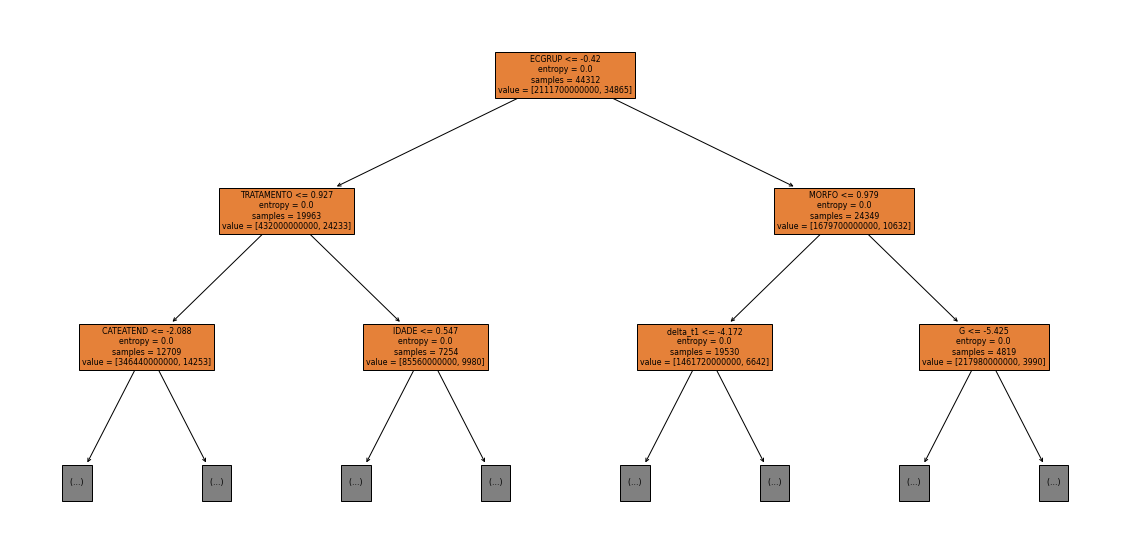 ECGRUP <= -0.42
entropy = 0.0
samples = 44312
value = [2111700000000, 34865]
TRATAMENTO <= 0.927
entropy = 0.0
samples = 19963
value = [432000000000, 24233]
MORFO <= 0.979
entropy = 0.0
samples = 24349
value = [1679700000000, 10632]
CATEATEND <= -2.088
entropy = 0.0
samples = 12709
value = [346440000000, 14253]
IDADE <= 0.547
entropy = 0.0
samples = 7254
value = [85560000000, 9980]
delta_t1 <= -4.172
entropy = 0.0
samples = 19530
value = [1461720000000, 6642]
G <= -5.425
entropy = 0.0
samples = 4819
value = [217980000000, 3990]
(...)
(...)
(...)
(...)
(...)
(...)
(...)
(...)